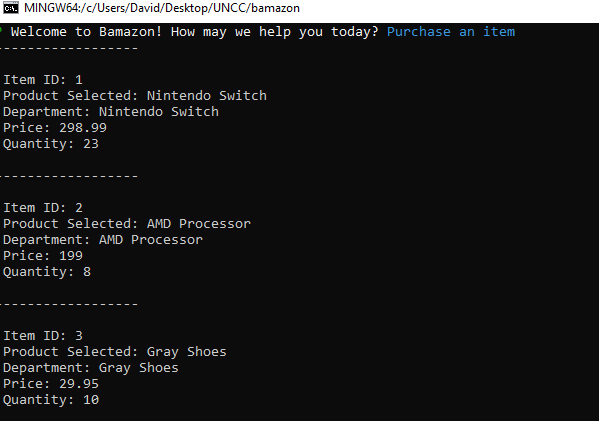 MINGW64:/c/Users/David/Desktop/UNCC/bamazon
Welcome to Bamazon! How may we help you today? Purchase an item
------------------
Item ID: 1
Product Selected: Nintendo Switch
Department: Nintendo Switch
Price: 298.99
Quantity: 23
------------------
Item ID: 2
Product Selected: AMD Processor
Department: AMD Processor
Price: 199
Quantity: 8
------------------
Item ID: 3
Product Selected: Gray Shoes
Department: Gray Shoes
Price: 29.95
Quantity: 10